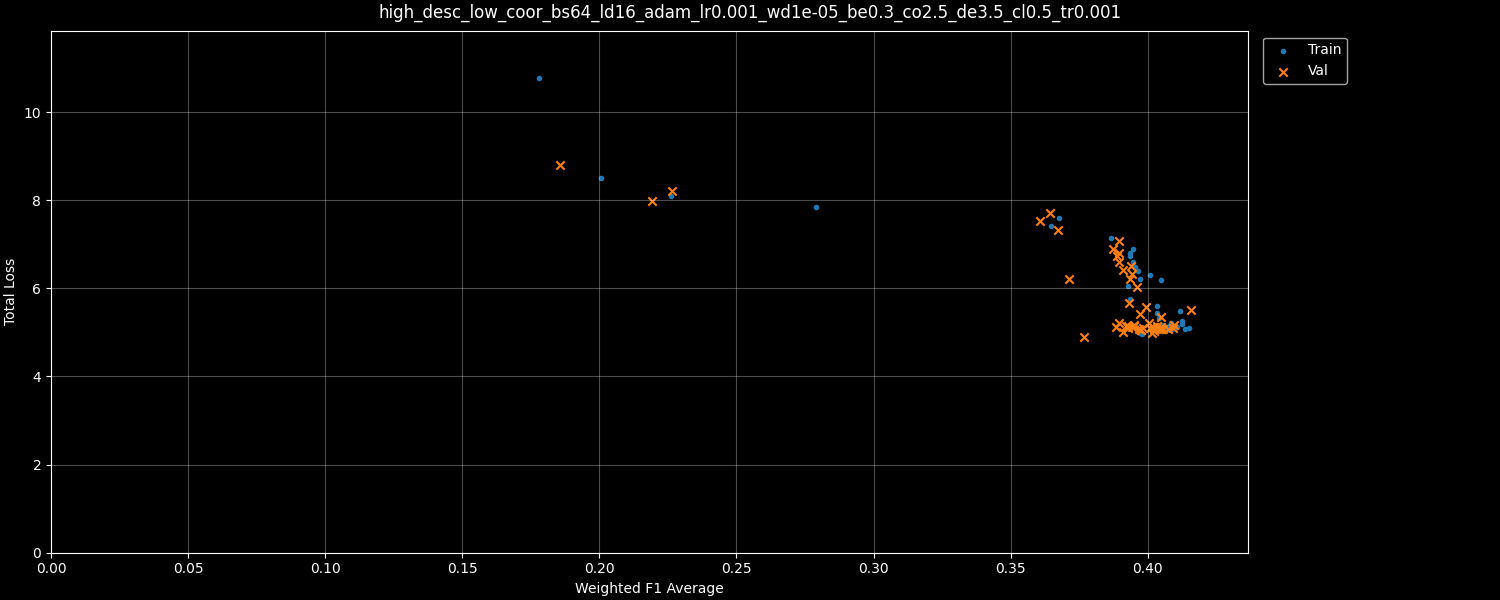 high_desc_low_coor_bs64_ld16_adam_lr0.001_wd1e-05_be0.3_co2.5_de3.5_cl0.5_tr0.001
Train
Val
10
8
6
4
2
0
Total Loss
0.00 0.05 0.10 0.15 0.20 0.25 0.30 0.35 0.40
Weighted F1 Average